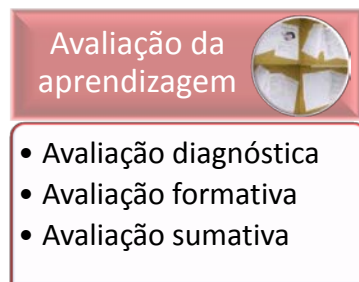 Avaliação da
aprendizagem
• Avaliação diagnóstica
• Avaliação formativa
• Avaliação sumativa